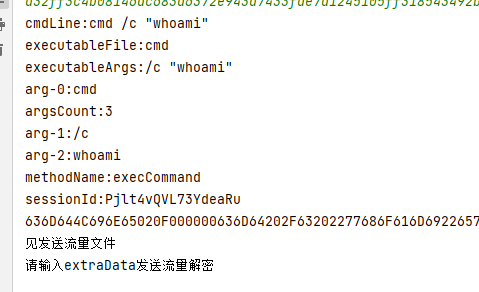 cmdLine:cmd /c "whoami"
executableFile:cmd
executableArgs:/c "whoami"
arg-0:cmd
argsCount:3
arg-1:/c
arg-2:whoami
methodName:execCommand
sessionId:Pjlt4vQVL73YdeaRu
636D644C696E65020F000000636D64202F63202277686F616D6922657
见发送流量文件
请输入extraData发送流量解密